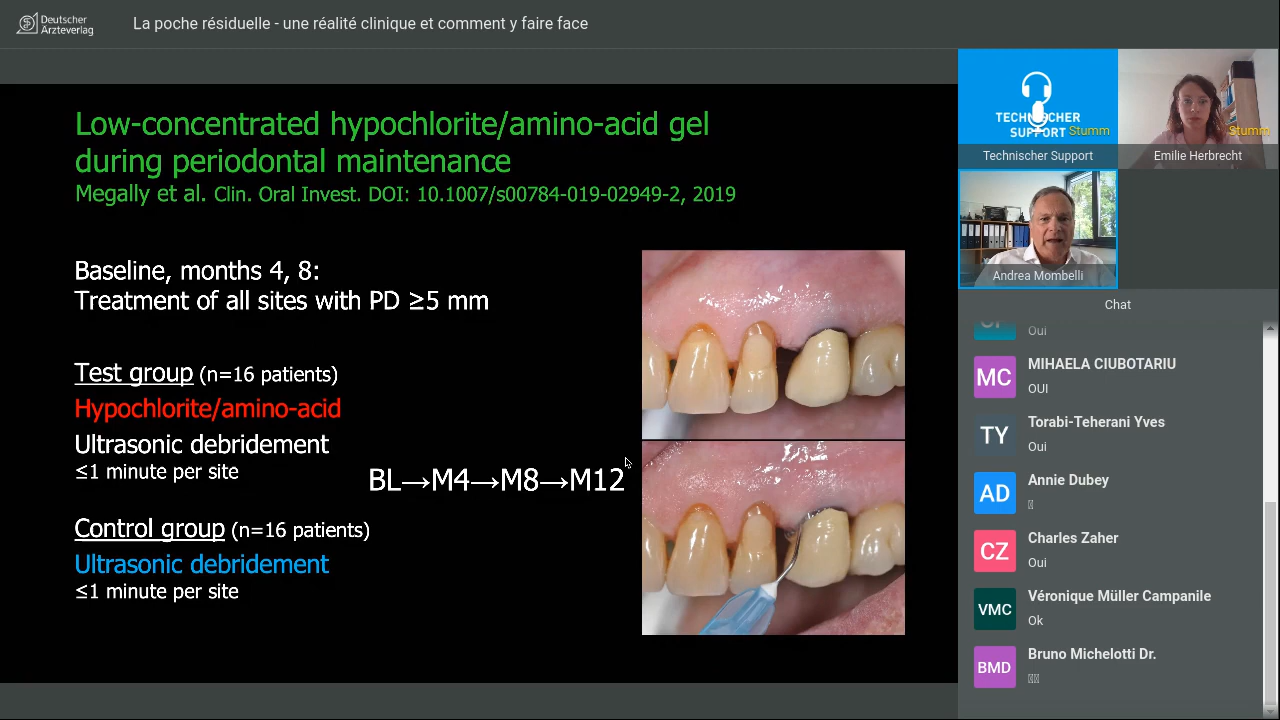 Deutscher
Ärzteverlag
La poche résiduelle - une réalité clinique et comment y faire face
Low-concentrated hypochlorite/amino-acid gel
during periodontal maintenance
Megally et al. Clin. Oral Invest. DOI: 10.1007/s00784-019-02949-2, 2019
Baseline, months 4, 8:
Treatment of all sites with PD ≥5 mm
Test group (n=16 patients)
Hypochlorite/amino-acid
Ultrasonic debridement
≤1 minute per site
BL→M4→M8→M12
Control group (n=16 patients)
Ultrasonic debridement
≤1 minute per site
TECHNISCHER
SUPPORT
Stumm
Technischer Support
Stumm
Emilie Herbrecht
Andrea Mombelli
Chat
Oui
MC
MIHAELA CIUBOTARIU
OUI
TY
Torabi-Teherani Yves
Oui
AD
Annie Dubey
CZ
Charles Zaher
Oui
VMC
Véronique Müller Campanile
Ok
BMD
Bruno Michelotti Dr.